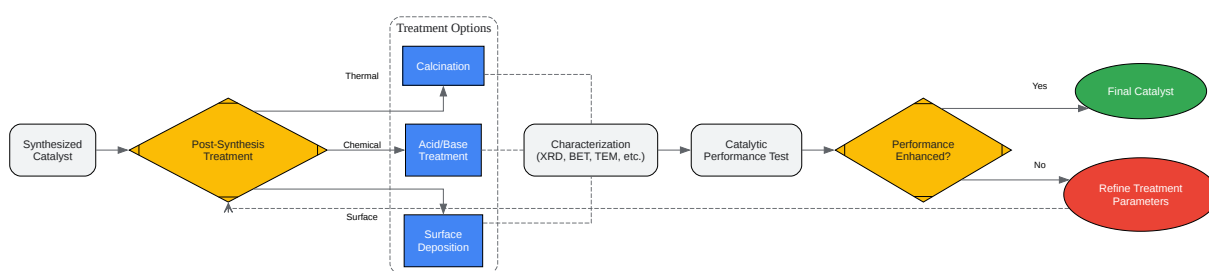 Treatment Options
Synthesized
Catalyst
Post-Synthesis
Treatment
Thermal
Chemical
Surface
Calcination
Acid/Base
Treatment
Surface
Deposition
Characterization
(XRD, BET, TEM, etc.)
Catalytic
Performance Test
Performance
Enhanced?
Yes
No
Final Catalyst
Refine Treatment
Parameters